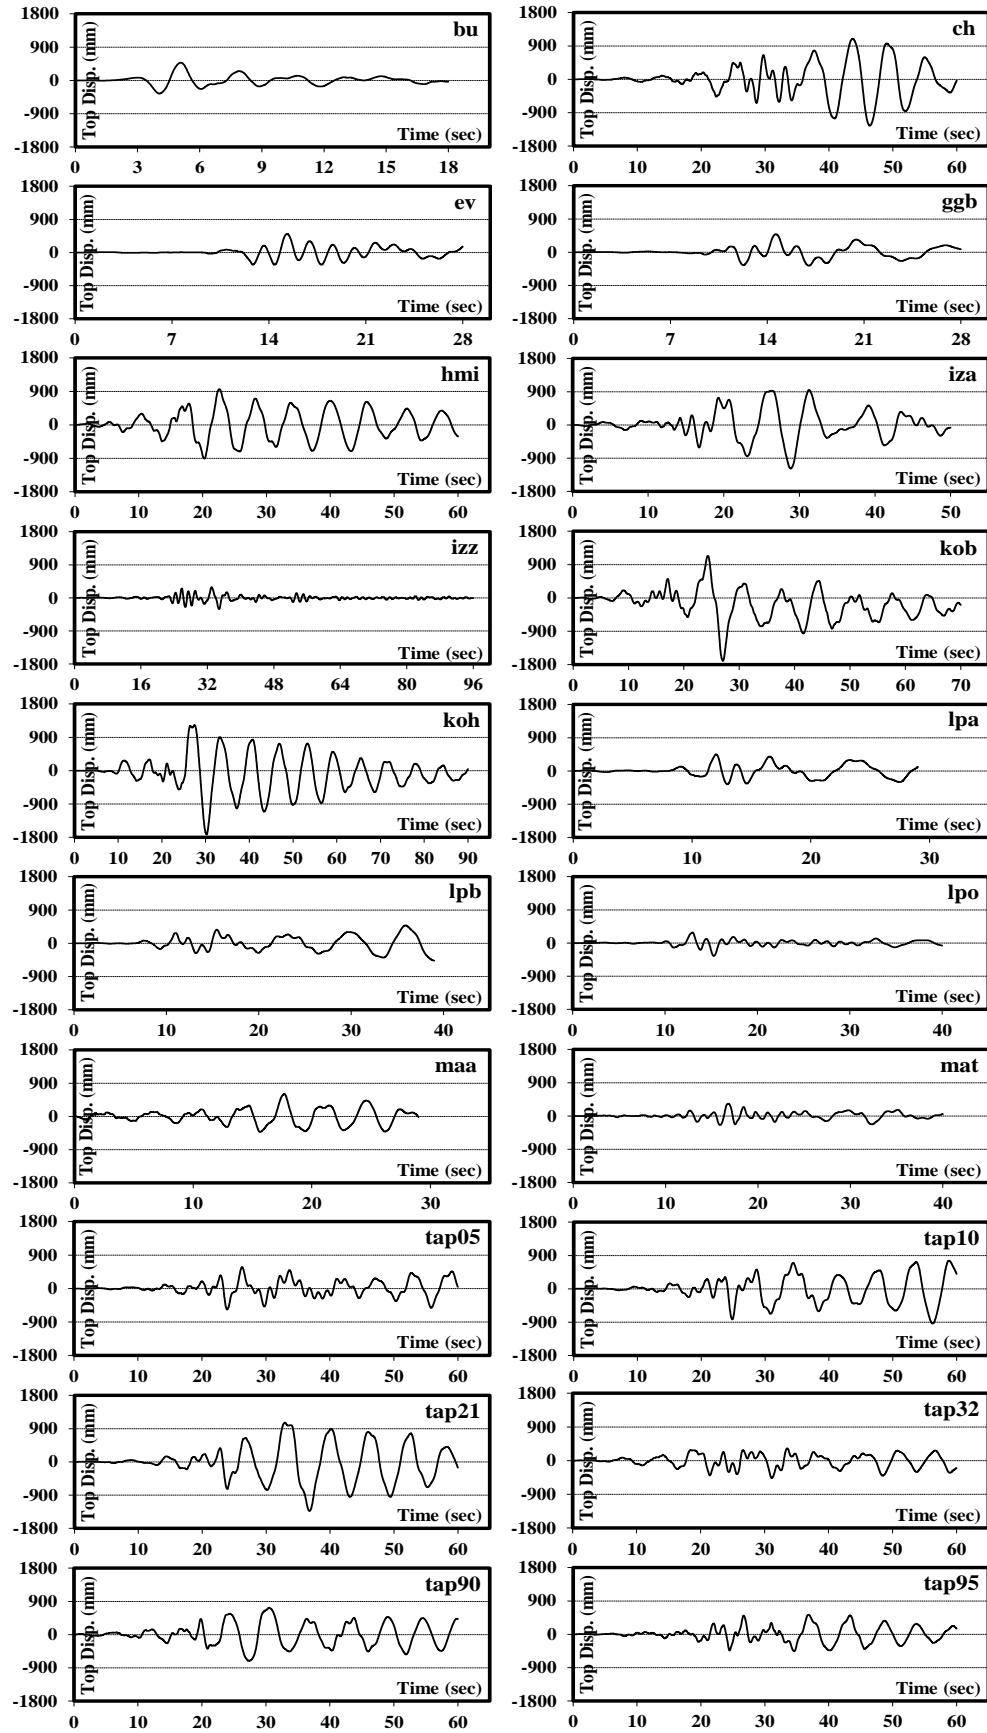 bu
1800
900
0
-900
-1800
Top Disp. (mm)
Time (sec)
0 3 6 9 12 15 18
ch
1800
900
0
-900
-1800
Top Disp. (mm)
Time (sec)
0 10 20 30 40 50 60
ev
1800
900
0
-900
-1800
Top Disp. (mm)
Time (sec)
0 7 14 21 28
ggb
1800
900
0
-900
-1800
Top Disp. (mm)
Time (sec)
0 7 14 21 28
hmi
1800
900
0
-900
-1800
Top Disp. (mm)
Time (sec)
0 10 20 30 40 50 60
iza
1800
900
0
-900
-1800
Top Disp. (mm)
Time (sec)
0 10 20 30 40 50
izz
1800
900
0
-900
-1800
Top Disp. (mm)
Time (sec)
0 16 32 48 64 80 96
kob
1800
900
0
-900
-1800
Top Disp. (mm)
Time (sec)
0 10 20 30 40 50 60 70
koh
1800
900
0
-900
-1800
Top Disp. (mm)
Time (sec)
0 10 20 30 40 50 60 70 80 90
lpa
1800
900
0
-900
-1800
Top Disp. (mm)
Time (sec)
0 10 20 30
lpb
1800
900
0
-900
-1800
Top Disp. (mm)
Time (sec)
0 10 20 30 40
lpo
1800
900
0
-900
-1800
Top Disp. (mm)
Time (sec)
0 10 20 30 40
maa
1800
900
0
-900
-1800
Top Disp. (mm)
Time (sec)
0 10 20 30
mat
1800
900
0
-900
-1800
Top Disp. (mm)
Time (sec)
0 10 20 30 40
tap05
1800
900
0
-900
-1800
Top Disp. (mm)
Time (sec)
0 10 20 30 40 50 60
tap10
1800
900
0
-900
-1800
Top Disp. (mm)
Time (sec)
0 10 20 30 40 50 60
tap21
1800
900
0
-900
-1800
Top Disp. (mm)
Time (sec)
0 10 20 30 40 50 60
tap32
1800
900
0
-900
-1800
Top Disp. (mm)
Time (sec)
0 10 20 30 40 50 60
tap90
1800
900
0
-900
-1800
Top Disp. (mm)
Time (sec)
0 10 20 30 40 50 60
tap95
1800
900
0
-900
-1800
Top Disp. (mm)
Time (sec)
0 10 20 30 40 50 60